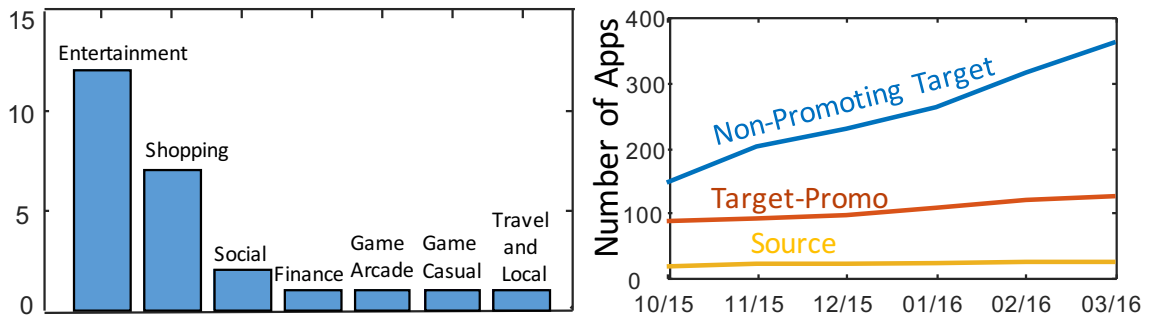 15
10
5
0
Entertainment
Shopping
Social
Finance
Game
Arcade
Game
Casual
Travel
and
Local
Number of Apps
400
300
200
100
0
Non-Promoting Target
Target-Promo
Source
10/15 11/15 12/15 01/16 02/16 03/16